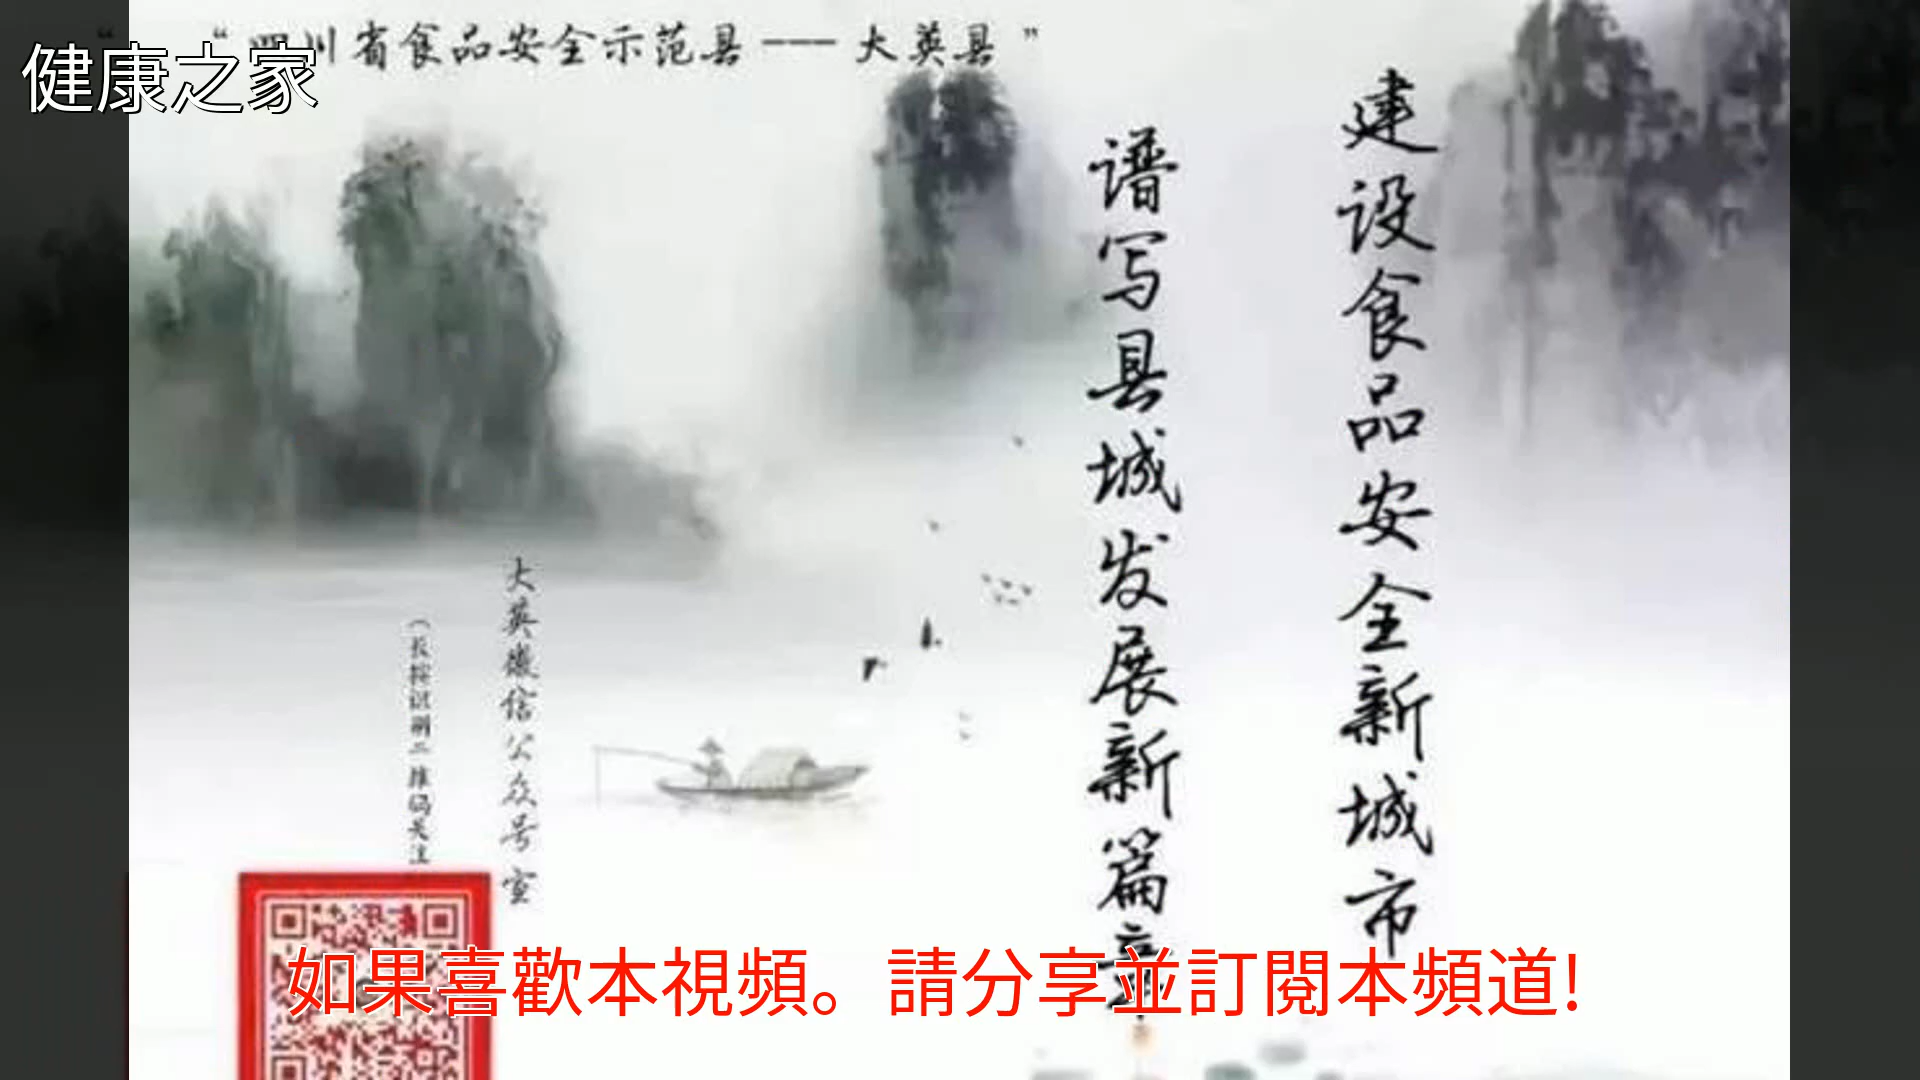 “四川省食品安全示范县---大英县”
健康之家
建设食品安全新城市
谱写县城发展新篇章
大英微信公众号室
（长按识别二维码关注
如果喜歡本視頻。請分享並訂閱本頻道!